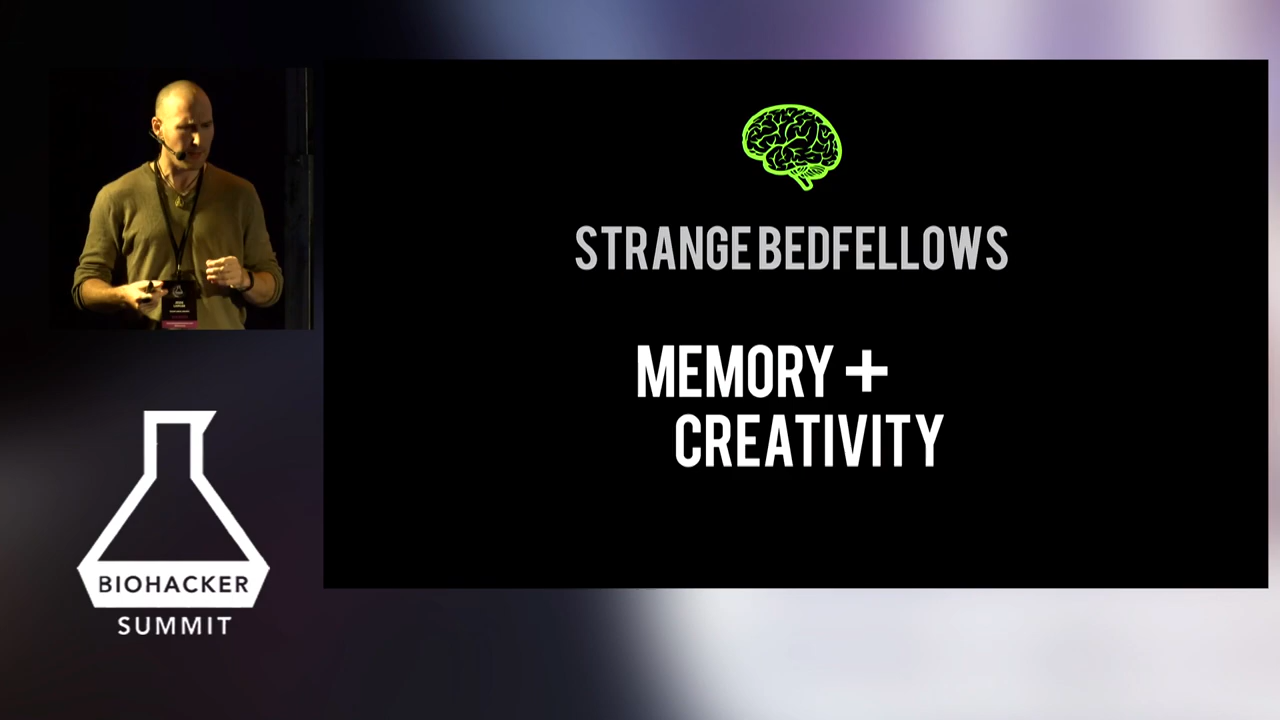 STRANGE BEDFELLOWS
MEMORY +
CREATIVITY
BIOHACKER
SUMMIT